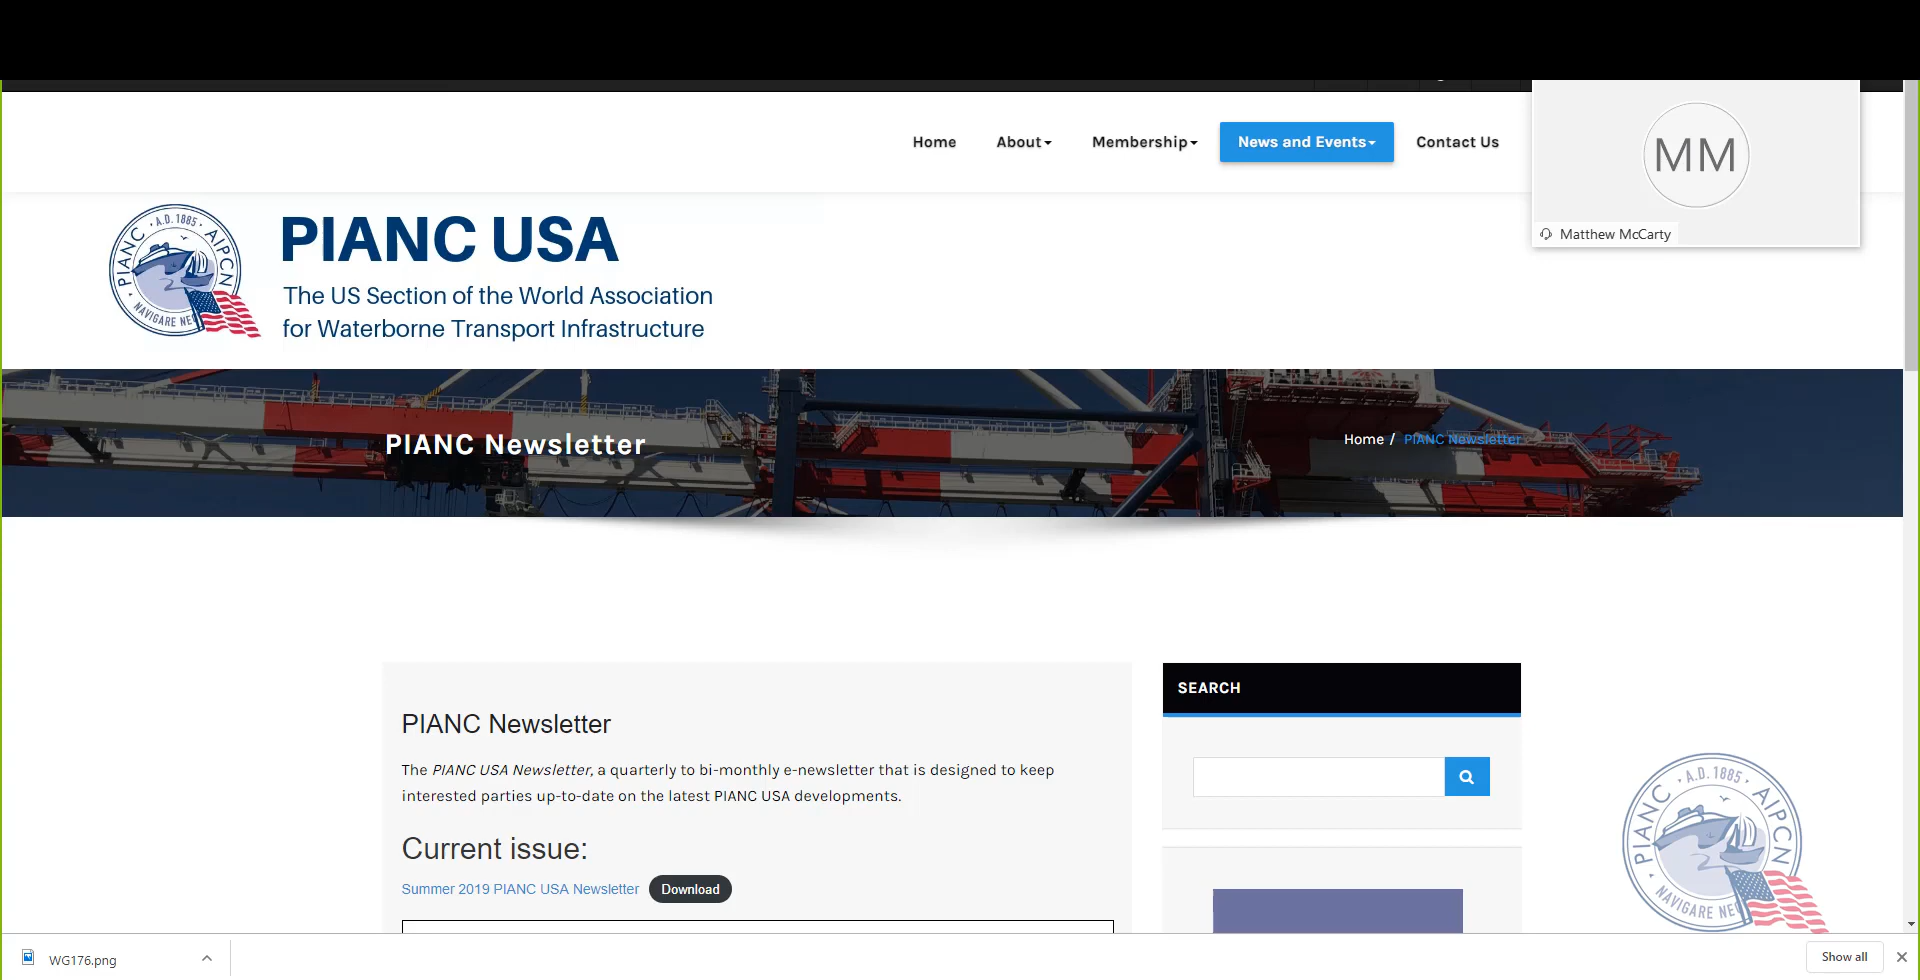 Home About Membership News and Events Contact Us
MM
Matthew McCarty
PIANC · A.D. 1885 · AIPCN
NAVIGARE
PIANC USA
The US Section of the World Association
for Waterborne Transport Infrastructure
PIANC Newsletter
Home / PIANC Newsletter
PIANC Newsletter
The PIANC USA Newsletter, a quarterly to bi-monthly e-newsletter that is designed to keep
interested parties up-to-date on the latest PIANC USA developments.
Current issue:
Summer 2019 PIANC USA Newsletter Download
SEARCH
PIANC · A.D. 1885 · AIPCN
NAVIGARE
WG176.png
Show all